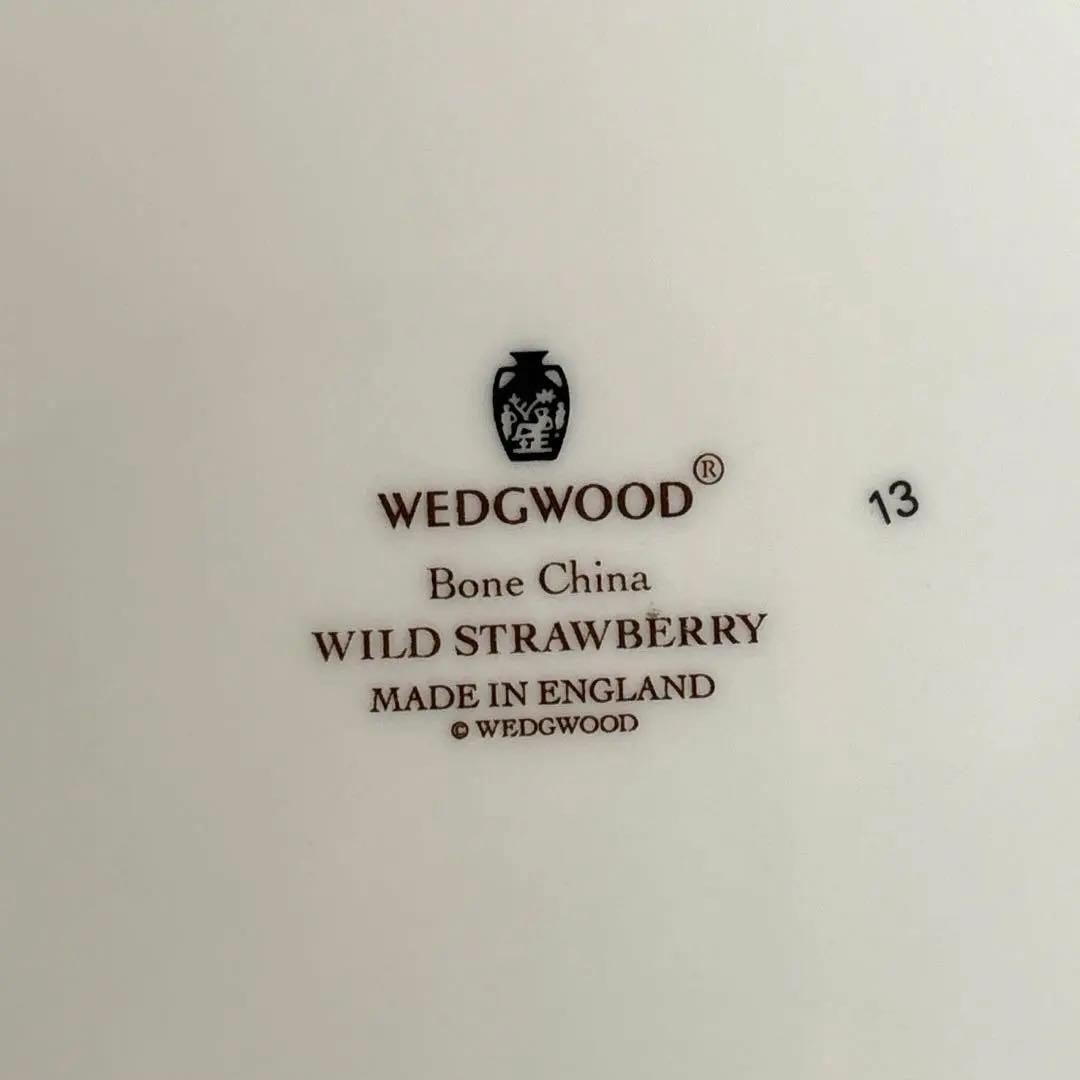 WEDGWOOD®
13
Bone China
WILD STRAWBERRY
MADE IN ENGLAND
© WEDGWOOD